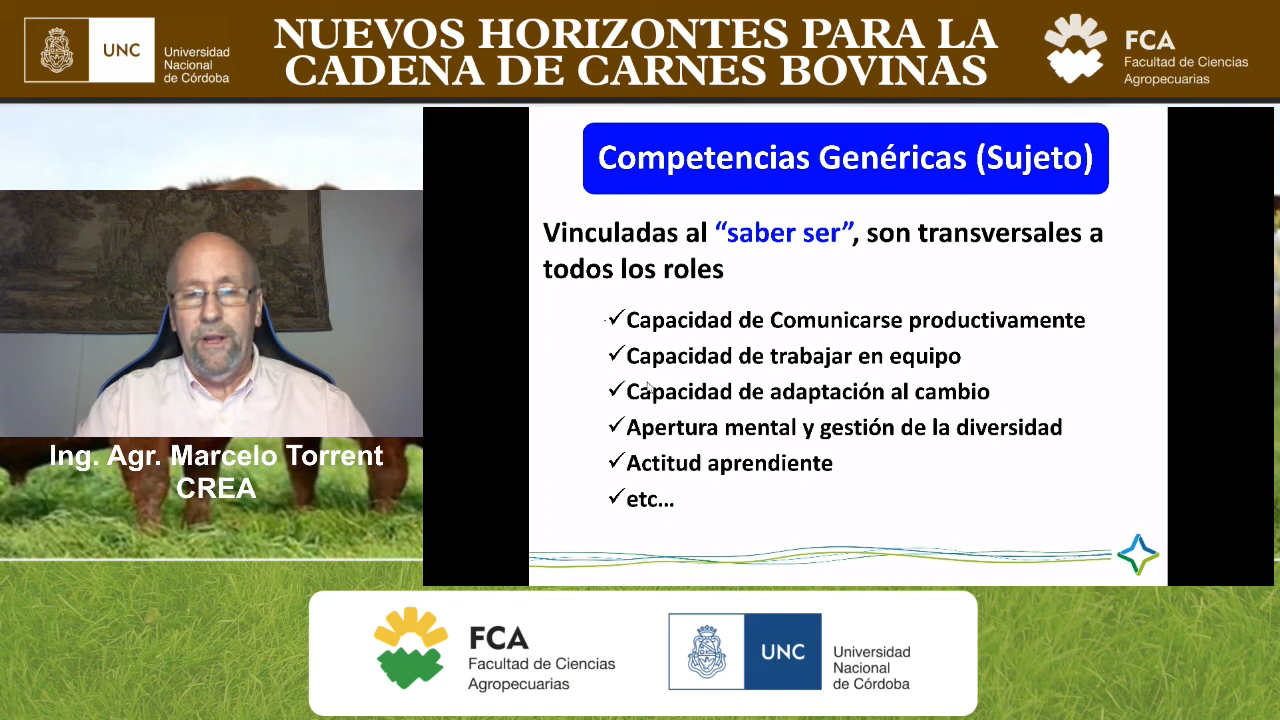 UNC
Universidad
Nacional
de Córdoba
NUEVOS HORIZONTES PARA LA
CADENA DE CARNES BOVINAS
FCA
Facultad de Ciencias
Agropecuarias
Competencias Genéricas (Sujeto)
Vinculadas al “saber ser”, son transversales a
todos los roles
✓Capacidad de Comunicarse productivamente
✓Capacidad de trabajar en equipo
✓Capacidad de adaptación al cambio
✓Apertura mental y gestión de la diversidad
✓Actitud aprendiente
✓etc...
Ing. Agr. Marcelo Torrent
CREA
FCA
Facultad de Ciencias
Agropecuarias
UNC
Universidad
Nacional
de Córdoba